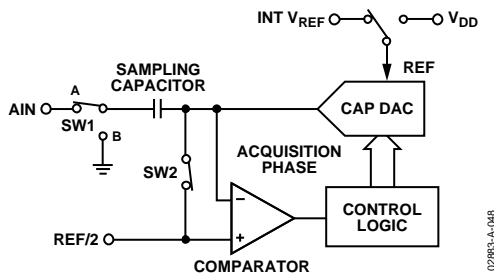 INT VREF
VDD
REF
SAMPLING
CAPACITOR
CAP DAC
A
AIN
SW1
B
ACQUISITION
PHASE
SW2
–
CONTROL
LOGIC
REF/2
+
COMPARATOR
02883-A-048